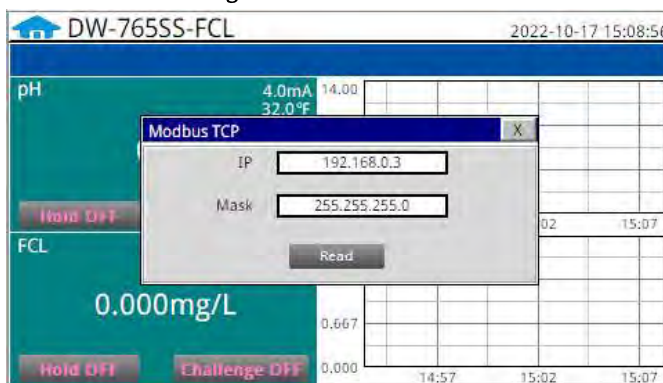 DW-765SS-FCL
2022-10-17 15:08:56
pH
4.0mA
32.0°F
14.00
Modbus TCP
X
IP
192.168.0.3
Mask
255.255.255.0
Read
Hold OFF
02
15:07
FCL
0.000mg/L
0.667
Hold OFF
Challenge OFF
0.000
14:57
15:02
15:07